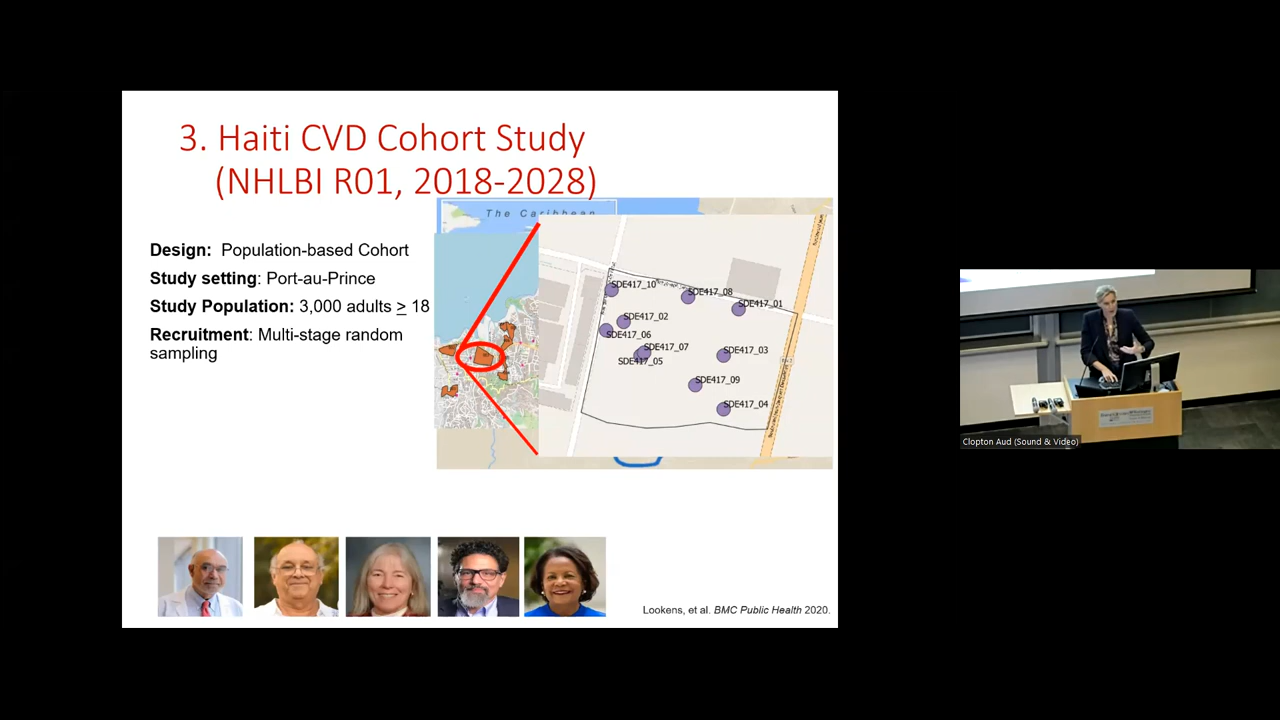 3. Haiti CVD Cohort Study
(NHLBI R01, 2018-2028)
Design: Population-based Cohort
Study setting: Port-au-Prince
Study Population: 3,000 adults ≥ 18
Recruitment: Multi-stage random
sampling
The Caribbean
SDE417_10
SDE417_08
SDE417_01
SDE417_02
SDE417_06
SDE417_07
SDE417_05
SDE417_03
SDE417_09
SDE417_04
Lookens, et al. BMC Public Health 2020.
Clopton Aud (Sound & Video)